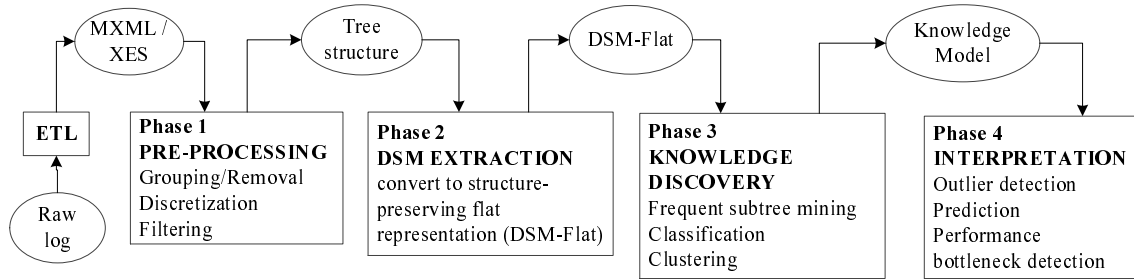 MXML /
XES
Tree
structure
DSM-Flat
Knowledge
Model
ETL
Raw
log
Phase 1
PRE-PROCESSING
Grouping/Removal
Discretization
Filtering
Phase 2
DSM EXTRACTION
convert to structure-
preserving flat
representation (DSM-Flat)
Phase 3
KNOWLEDGE
DISCOVERY
Frequent subtree mining
Classification
Clustering
Phase 4
INTERPRETATION
Outlier detection
Prediction
Performance
bottleneck detection